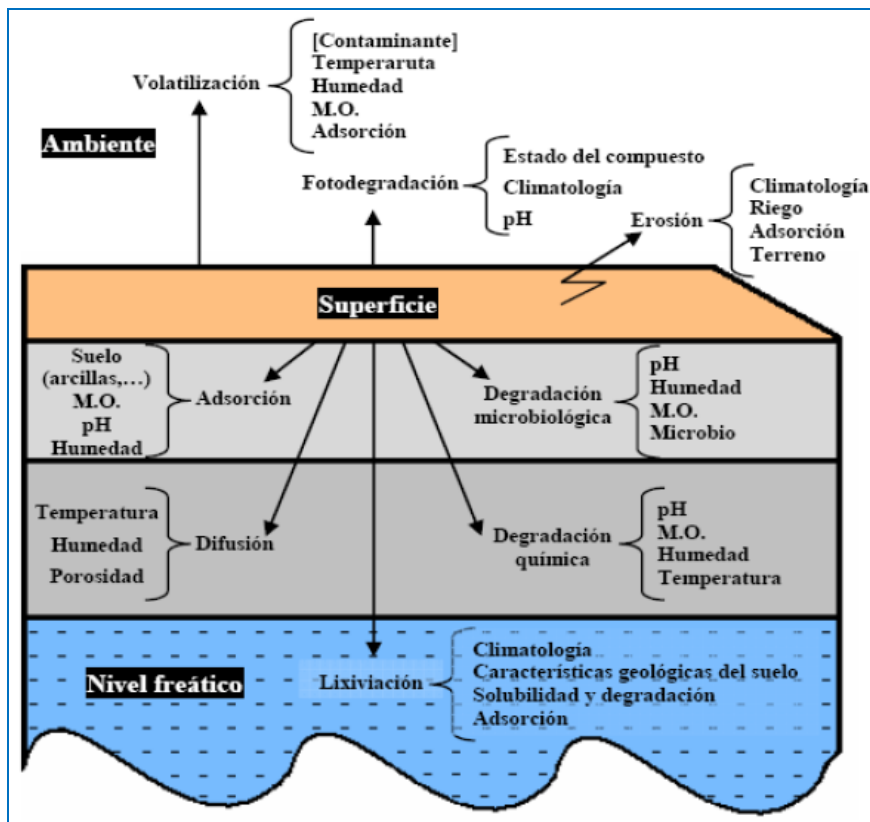 Volatilización
[Contaminante]
Temperaruta
Humedad
M.O.
Adsorción
Ambiente
Fotodegradación
Estado del compuesto
Climatología
pH
Erosión
Climatología
Riego
Adsorción
Terreno
Superficie
Suelo
(arcillas,...)
M.O.
pH
Humedad
Adsorción
Degradación
microbiológica
pH
Humedad
M.O.
Microbio
Temperatura
Humedad
Porosidad
Difusión
Degradación
química
pH
M.O.
Humedad
Temperatura
Nivel freático
Lixiviación
Climatología
Características geológicas del suelo
Solubilidad y degradación
Adsorción